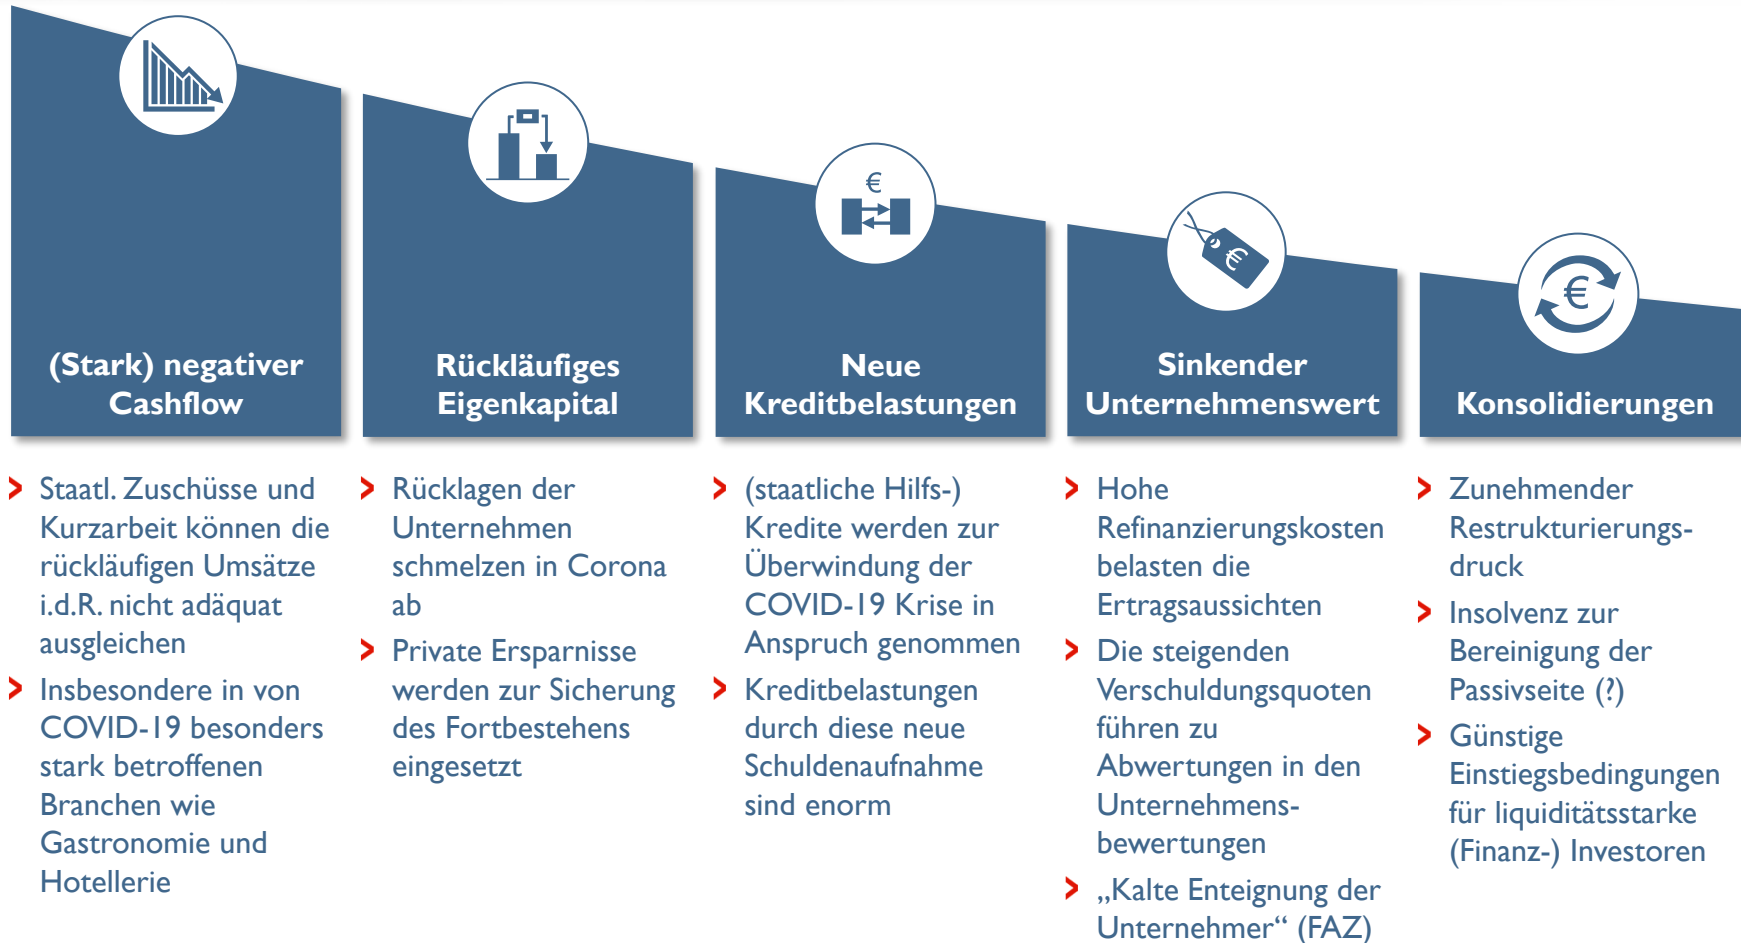 (Stark) negativer
Cashflow
Staatl. Zuschüsse und
Kurzarbeit können die
rückläufigen Umsätze
i.d.R. nicht adäquat
ausgleichen
Insbesondere in von
COVID-19 besonders
stark betroffenen
Branchen wie
Gastronomie und
Hotellerie
Rückläufiges
Eigenkapital
Rücklagen der
Unternehmen
schmelzen in Corona
ab
Private Ersparnisse
werden zur Sicherung
des Fortbestehens
eingesetzt
€
Neue
Kreditbelastungen
(staatliche Hilfs-)
Kredite werden zur
Überwindung der
COVID-19 Krise in
Anspruch genommen
Kreditbelastungen
durch diese neue
Schuldenaufnahme
sind enorm
€
Sinkender
Unternehmenswert
Hohe
Refinanzierungskosten
belasten die
Ertragsaussichten
Die steigenden
Verschuldungsquoten
führen zu
Abwertungen in den
Unternehmens-
bewertungen
„Kalte Enteignung der
Unternehmer“ (FAZ)
€
Konsolidierungen
Zunehmender
Restrukturierungs-
druck
Insolvenz zur
Bereinigung der
Passivseite (?)
Günstige
Einstiegsbedingungen
für liquiditätsstarke
(Finanz-) Investoren